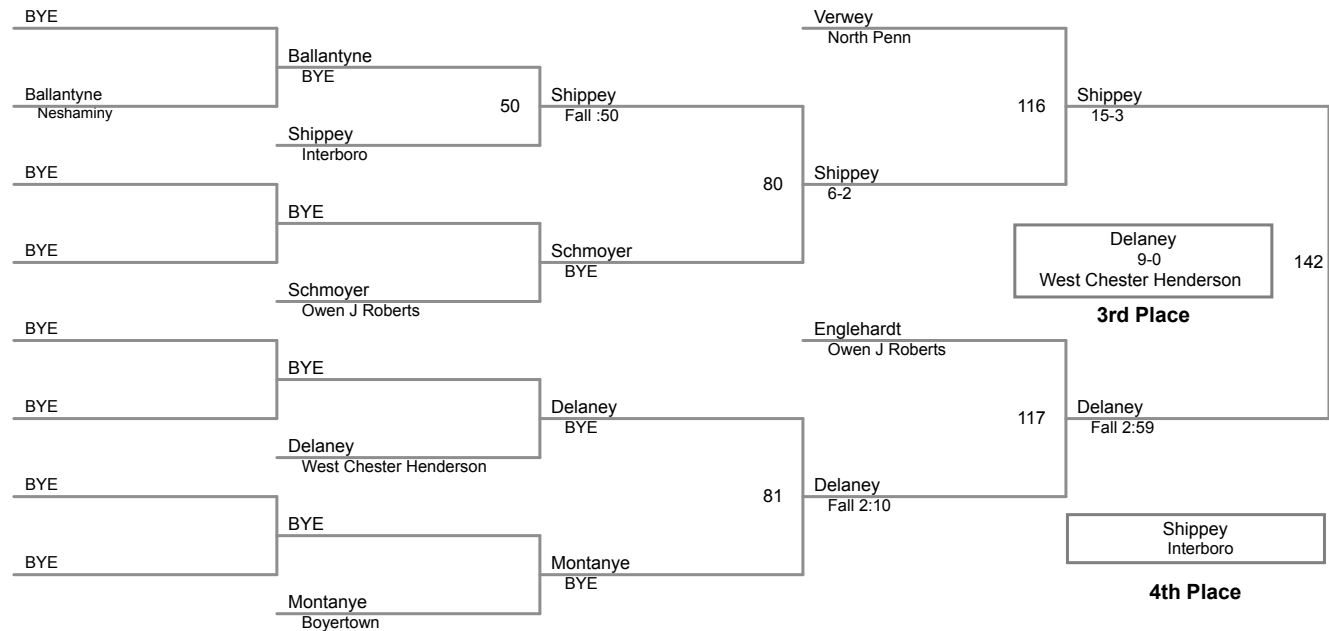 BYE
Ballantyne
Neshaminy
BYE
BYE
BYE
BYE
BYE
BYE
Ballantyne
BYE
Shippey
Interboro
BYE
Schmoyer
Owen J Roberts
BYE
Delaney
West Chester Henderson
BYE
Montanye
Boyertown
50
Shippey
Fall :50
Schmoyer
BYE
Delaney
BYE
Montanye
BYE
80
81
Verwey
North Penn
Shippey
6-2
Englehardt
Owen J Roberts
Delaney
Fall 2:10
116
117
Shippey
15-3
Delaney
Fall 2:59
142
Delaney
9-0
West Chester Henderson
3rd Place
Shippey
Interboro
4th Place